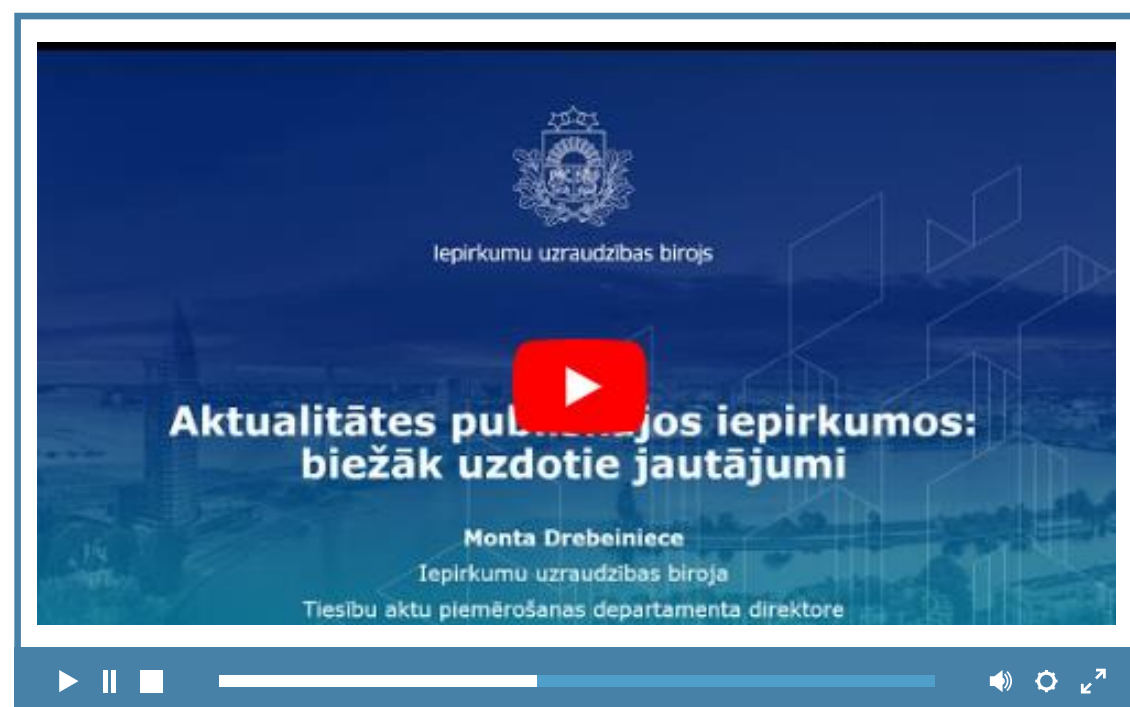 Iepirkumu uzraudzības birojs
Aktualitātes iepirkumos:
biežāk uzdotie jautājumi
Monta Drebeiniece
Iepirkumu uzraudzības biroja
Tiesību aktu piemērošanas departamenta direktore